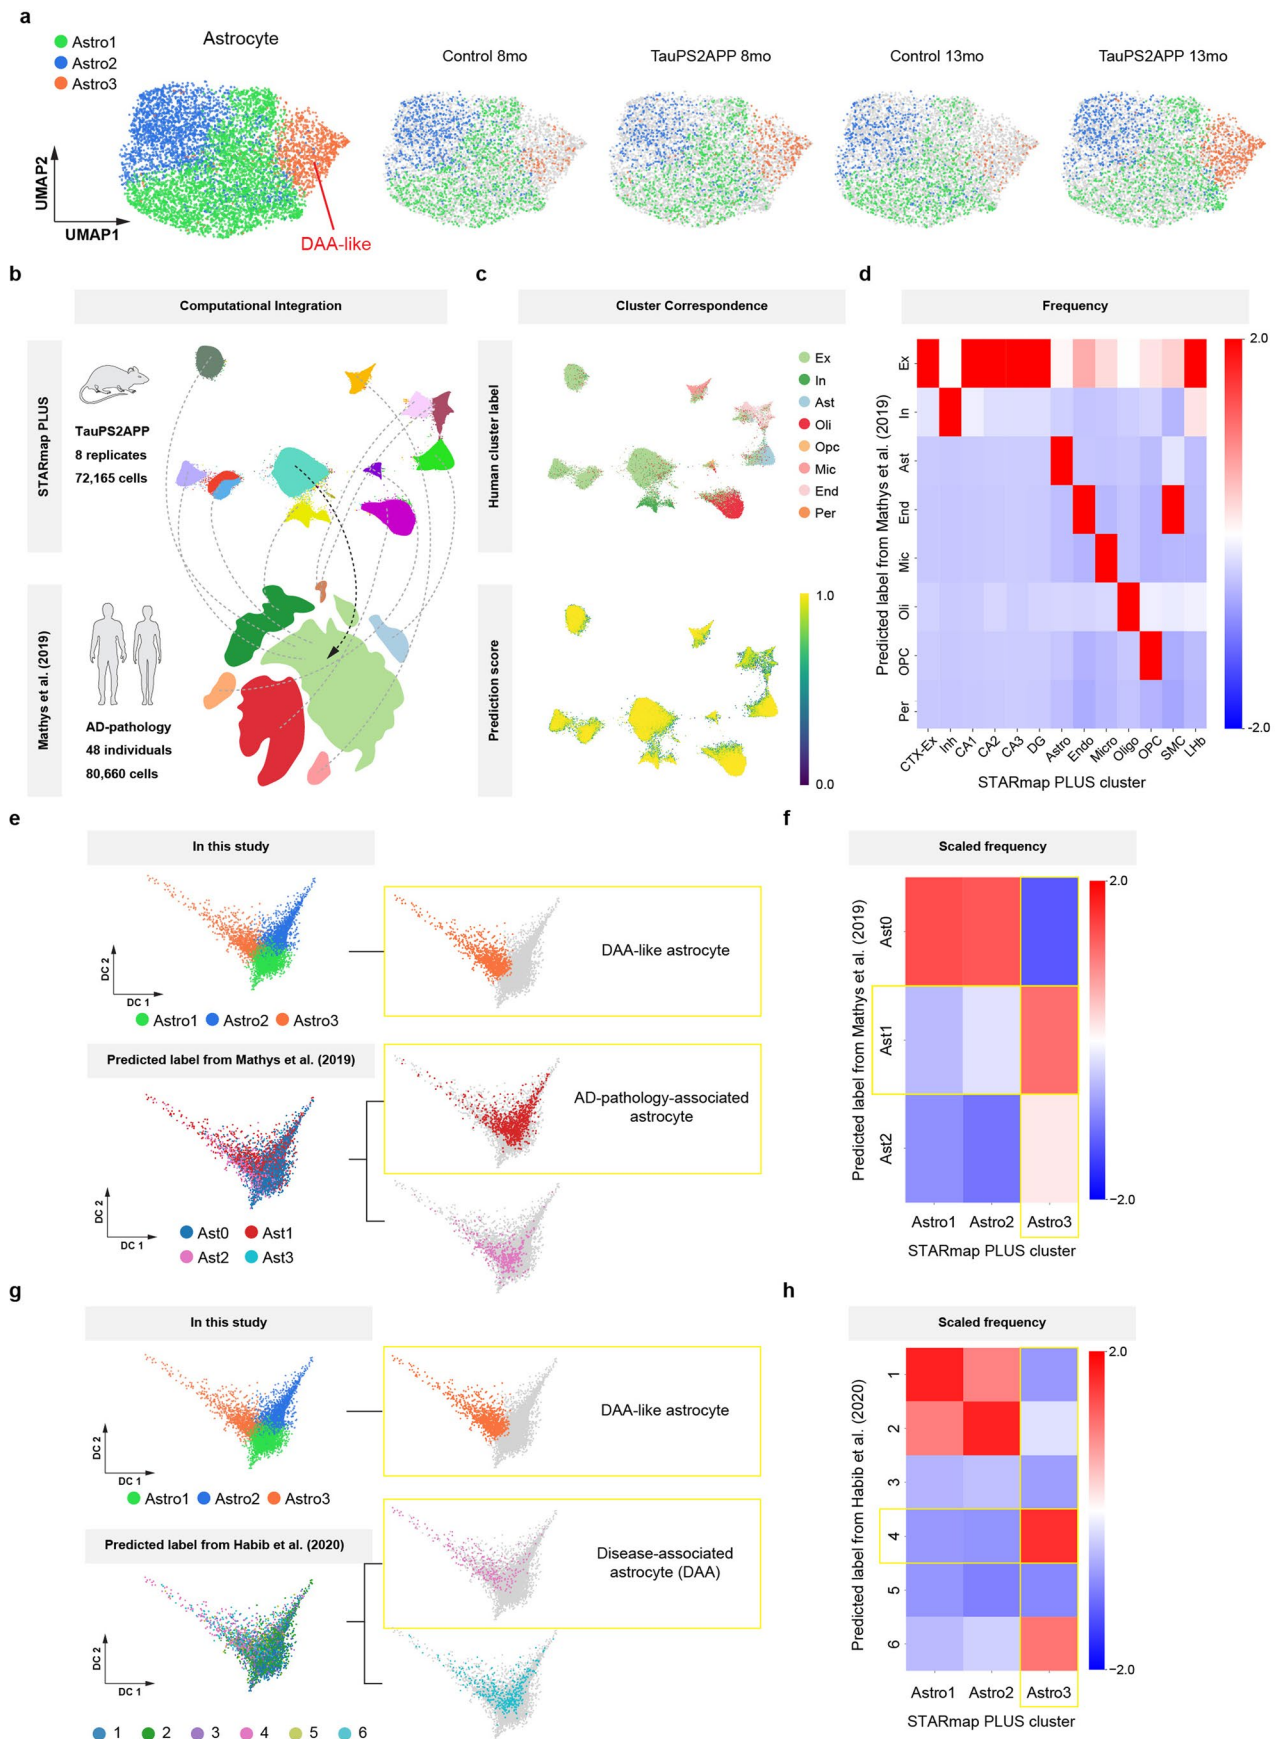 a
Astro1
Astro2
Astro3
Astrocyte
Control 8mo
TauPS2APP 8mo
Control 13mo
TauPS2APP 13mo
UMAP2
UMAP1
DAA-like
b
Computational Integration
STARmap PLUS
TauPS2APP
8 replicates
72,165 cells
Mathys et al. (2019)
AD-pathology
48 individuals
80,660 cells
c
Cluster Correspondence
Human cluster label
Ex
In
Ast
Oli
Opc
Mic
End
Per
Prediction score
1.0
0.0
d
Frequency
Predicted label from Mathys et al. (2019)
Ex
In
Ast
End
Mic
Oli
OPC
Per
2.0
-2.0
CTX-Ex
Inh
CA1
CA2
CA3
DG
Astro
Endo
Micro
Oligo
OPC
SMC
LHb
STARmap PLUS cluster
e
In this study
DC 2
DC 1
Astro1 Astro2 Astro3
DAA-like astrocyte
Predicted label from Mathys et al. (2019)
DC 2
DC 1
Ast0 Ast1
Ast2 Ast3
AD-pathology-associated
astrocyte
f
Scaled frequency
Predicted label from Mathys et al. (2019)
Ast0
Ast1
Ast2
2.0
−2.0
Astro1 Astro2 Astro3
STARmap PLUS cluster
g
In this study
DC 2
DC 1
Astro1 Astro2 Astro3
DAA-like astrocyte
Predicted label from Habib et al. (2020)
DC 2
DC 1
1 2 3 4 5 6
Disease-associated
astrocyte (DAA)
h
Scaled frequency
Predicted label from Habib et al. (2020)
1
2
3
4
5
6
2.0
−2.0
Astro1 Astro2 Astro3
STARmap PLUS cluster